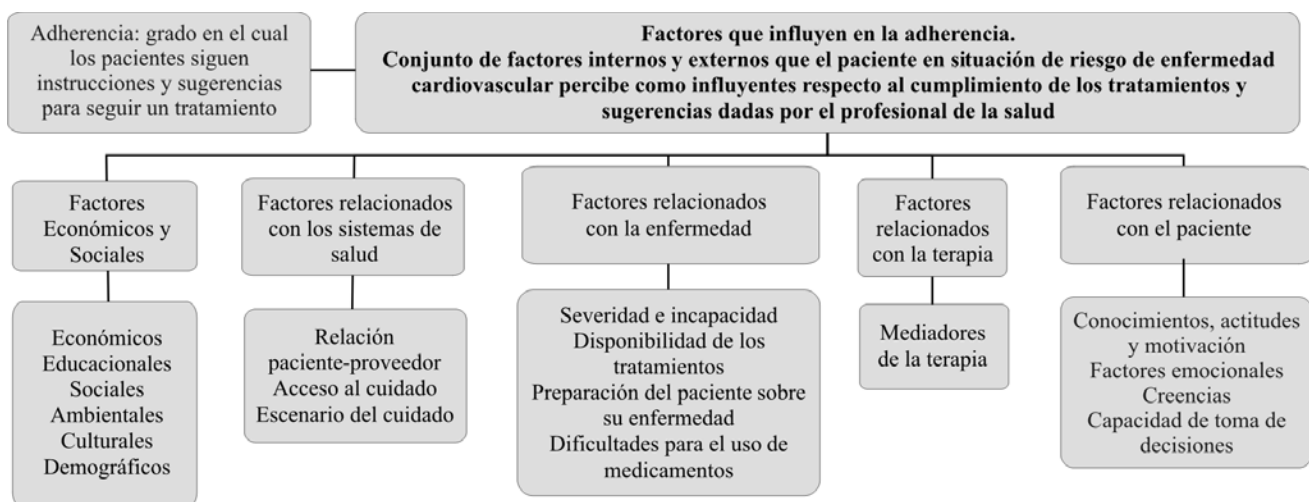 Adherencia: grado en el cual
los pacientes siguen
instrucciones y sugerencias
para seguir un tratamiento
Factores que influyen en la adherencia.
Conjunto de factores internos y externos que el paciente en situación de riesgo de enfermedad
cardiovascular percibe como influyentes respecto al cumplimiento de los tratamientos y
sugerencias dadas por el profesional de la salud
Factores
Económicos y
Sociales
Factores relacionados
con los sistemas de
salud
Factores relacionados
con la enfermedad
Factores
relacionados
con la terapia
Factores relacionados
con el paciente
Económicos
Educacionales
Sociales
Ambientales
Culturales
Demográficos
Relación
paciente-proveedor
Acceso al cuidado
Escenario del cuidado
Severidad e incapacidad
Disponibilidad de los
tratamientos
Preparación del paciente sobre
su enfermedad
Dificultades para el uso de
medicamentos
Mediadores
de la terapia
Conocimientos, actitudes
y motivación
Factores emocionales
Creencias
Capacidad de toma de
decisiones